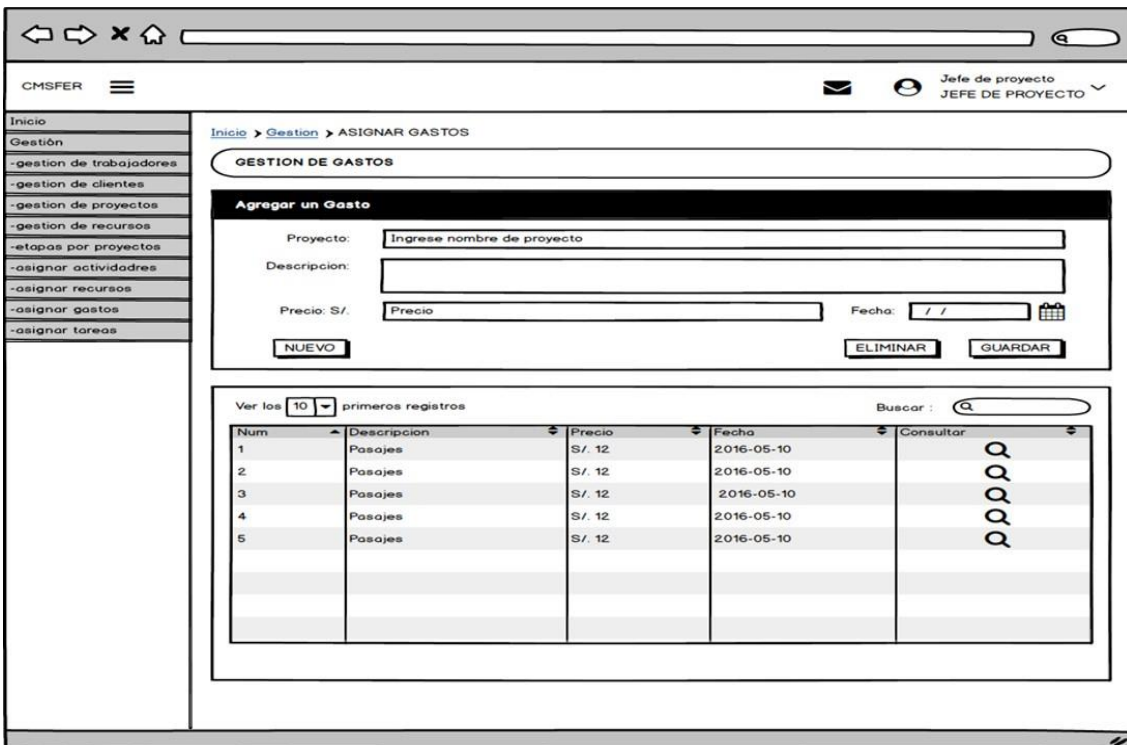 CMSFER
Jefe de proyecto
JEFE DE PROYECTO
Inicio
Gestión
-gestion de trabajadores
-gestion de clientes
-gestion de proyectos
-gestion de recursos
-etapas por proyectos
-asignar actividadres
-asignar recursos
-asignar gastos
-asignar tareas
Inicio > Gestion > ASIGNAR GASTOS
GESTION DE GASTOS
Agregar un Gasto
Proyecto: Ingrese nombre de proyecto
Descripcion:
Precio: S/. Precio Fecha: / /
NUEVO ELIMINAR GUARDAR
Ver los 10 primeros registros Buscar :
Num Descripcion Precio Fecha Consultar
1 Pasajes S/. 12 2016-05-10
2 Pasajes S/. 12 2016-05-10
3 Pasajes S/. 12 2016-05-10
4 Pasajes S/. 12 2016-05-10
5 Pasajes S/. 12 2016-05-10